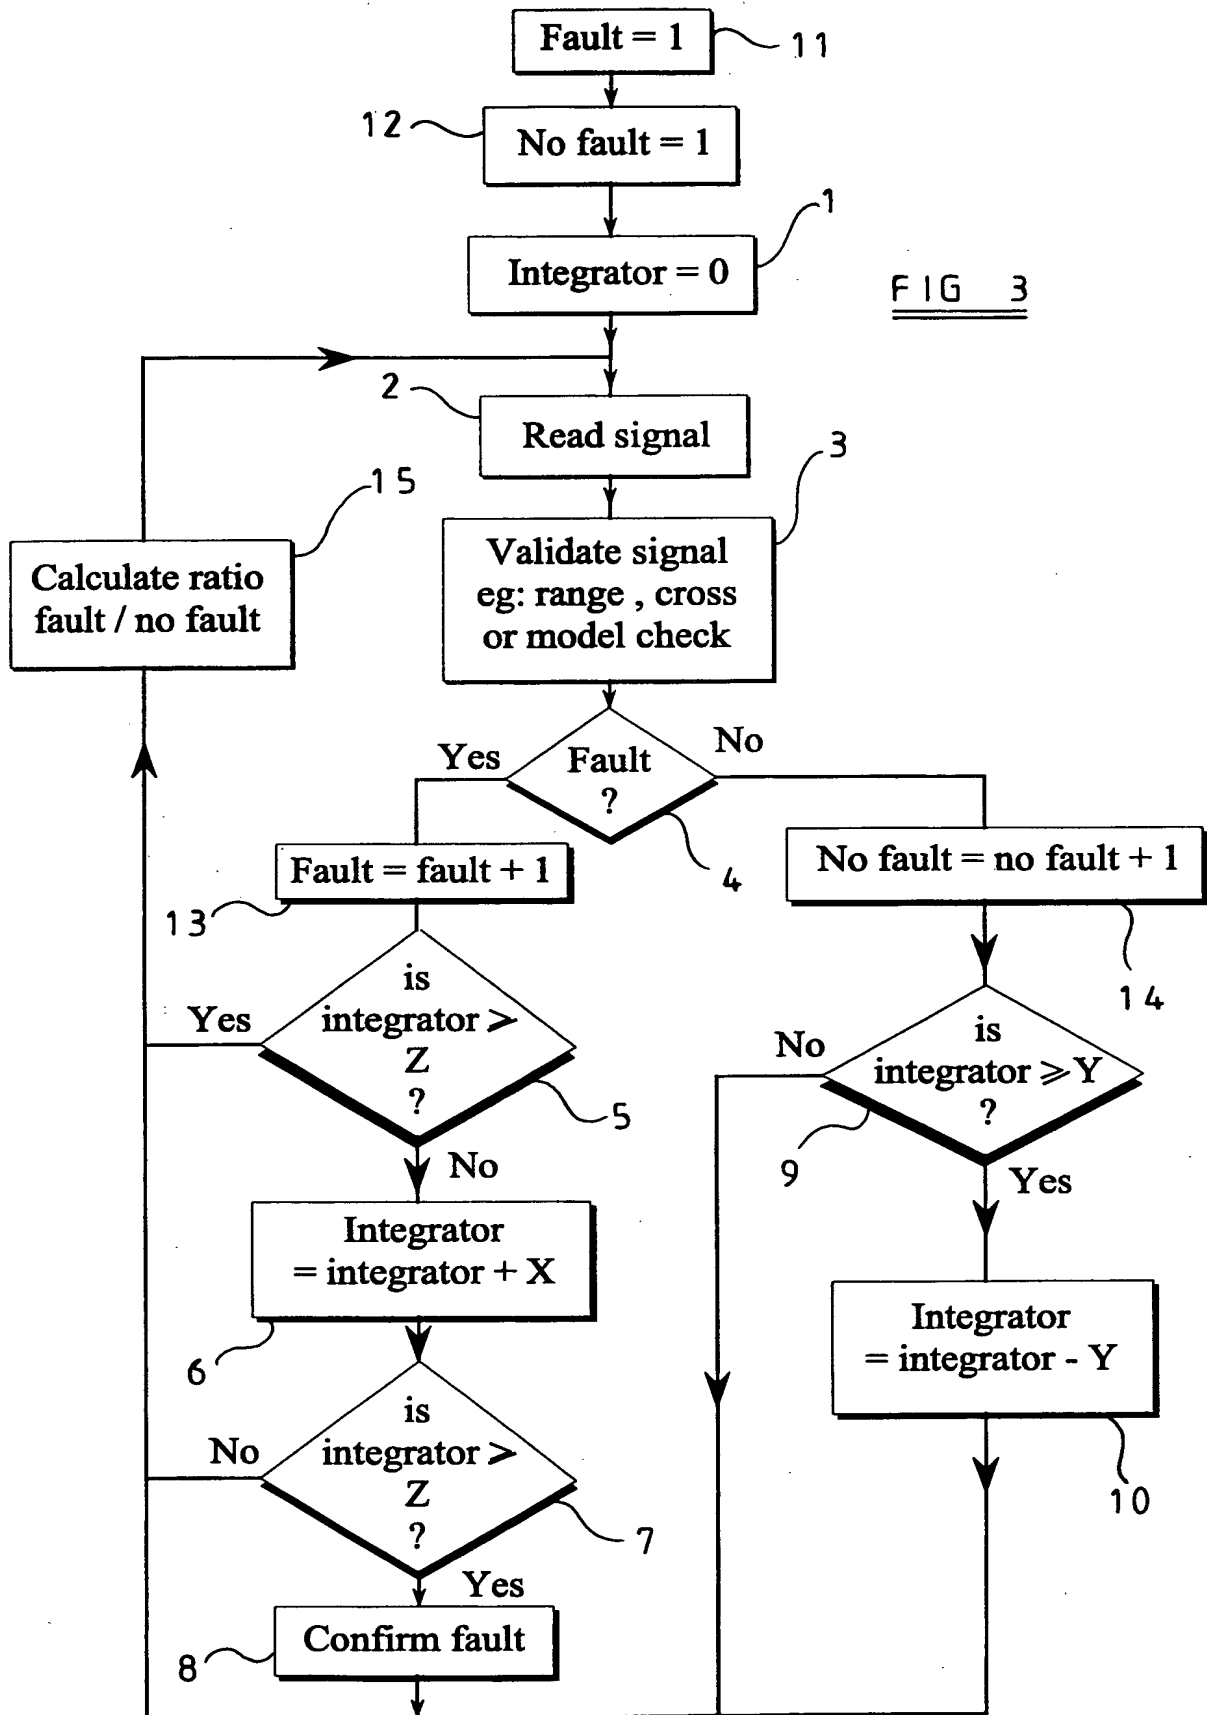 Fault = 1
11
12
No fault = 1
1
Integrator = 0
FIG 3
2
Read signal
3
15
Validate signal
eg: range , cross
or model check
Calculate ratio
fault / no fault
Yes
Fault
?
No
4
Fault = fault + 1
13
No fault = no fault + 1
14
is
integrator ⩾
Z
?
Yes
5
No
is
integrator ⩾ Y
?
No
9
Yes
Integrator
= integrator + X
6
Integrator
= integrator - Y
10
is
integrator ⩾
Z
?
No
7
Yes
Confirm fault
8